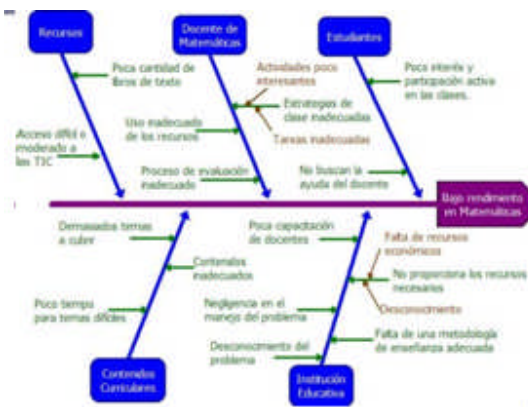 Recursos
Docente de
Matemáticas
Estudiantes
Poca cantidad de
libros de texto
Actividades poco
interesantes
Poco interés y
participación activa
en las clases.
Estrategias de
clase inadecuadas
Uso inadecuado
de los recursos
Tareas inadecuadas
Acceso difícil o
moderado a
las TIC
Proceso de evaluación
inadecuado
No buscan la
ayuda del docente
Bajo rendimiento
en Matemáticas
Demasiados temas
a cubrir
Poca capacitación
de docentes
Falta de recursos
económicos
Contenidos
inadecuados
No proporciona los recursos
necesarios
Poco tiempo
para temas difíciles
Negligencia en el
manejo del problema
Desconocimiento
Desconocimiento del
problema
Falta de una metodología
de enseñanza adecuada
Contenidos
Curriculares
Institución
Educativa